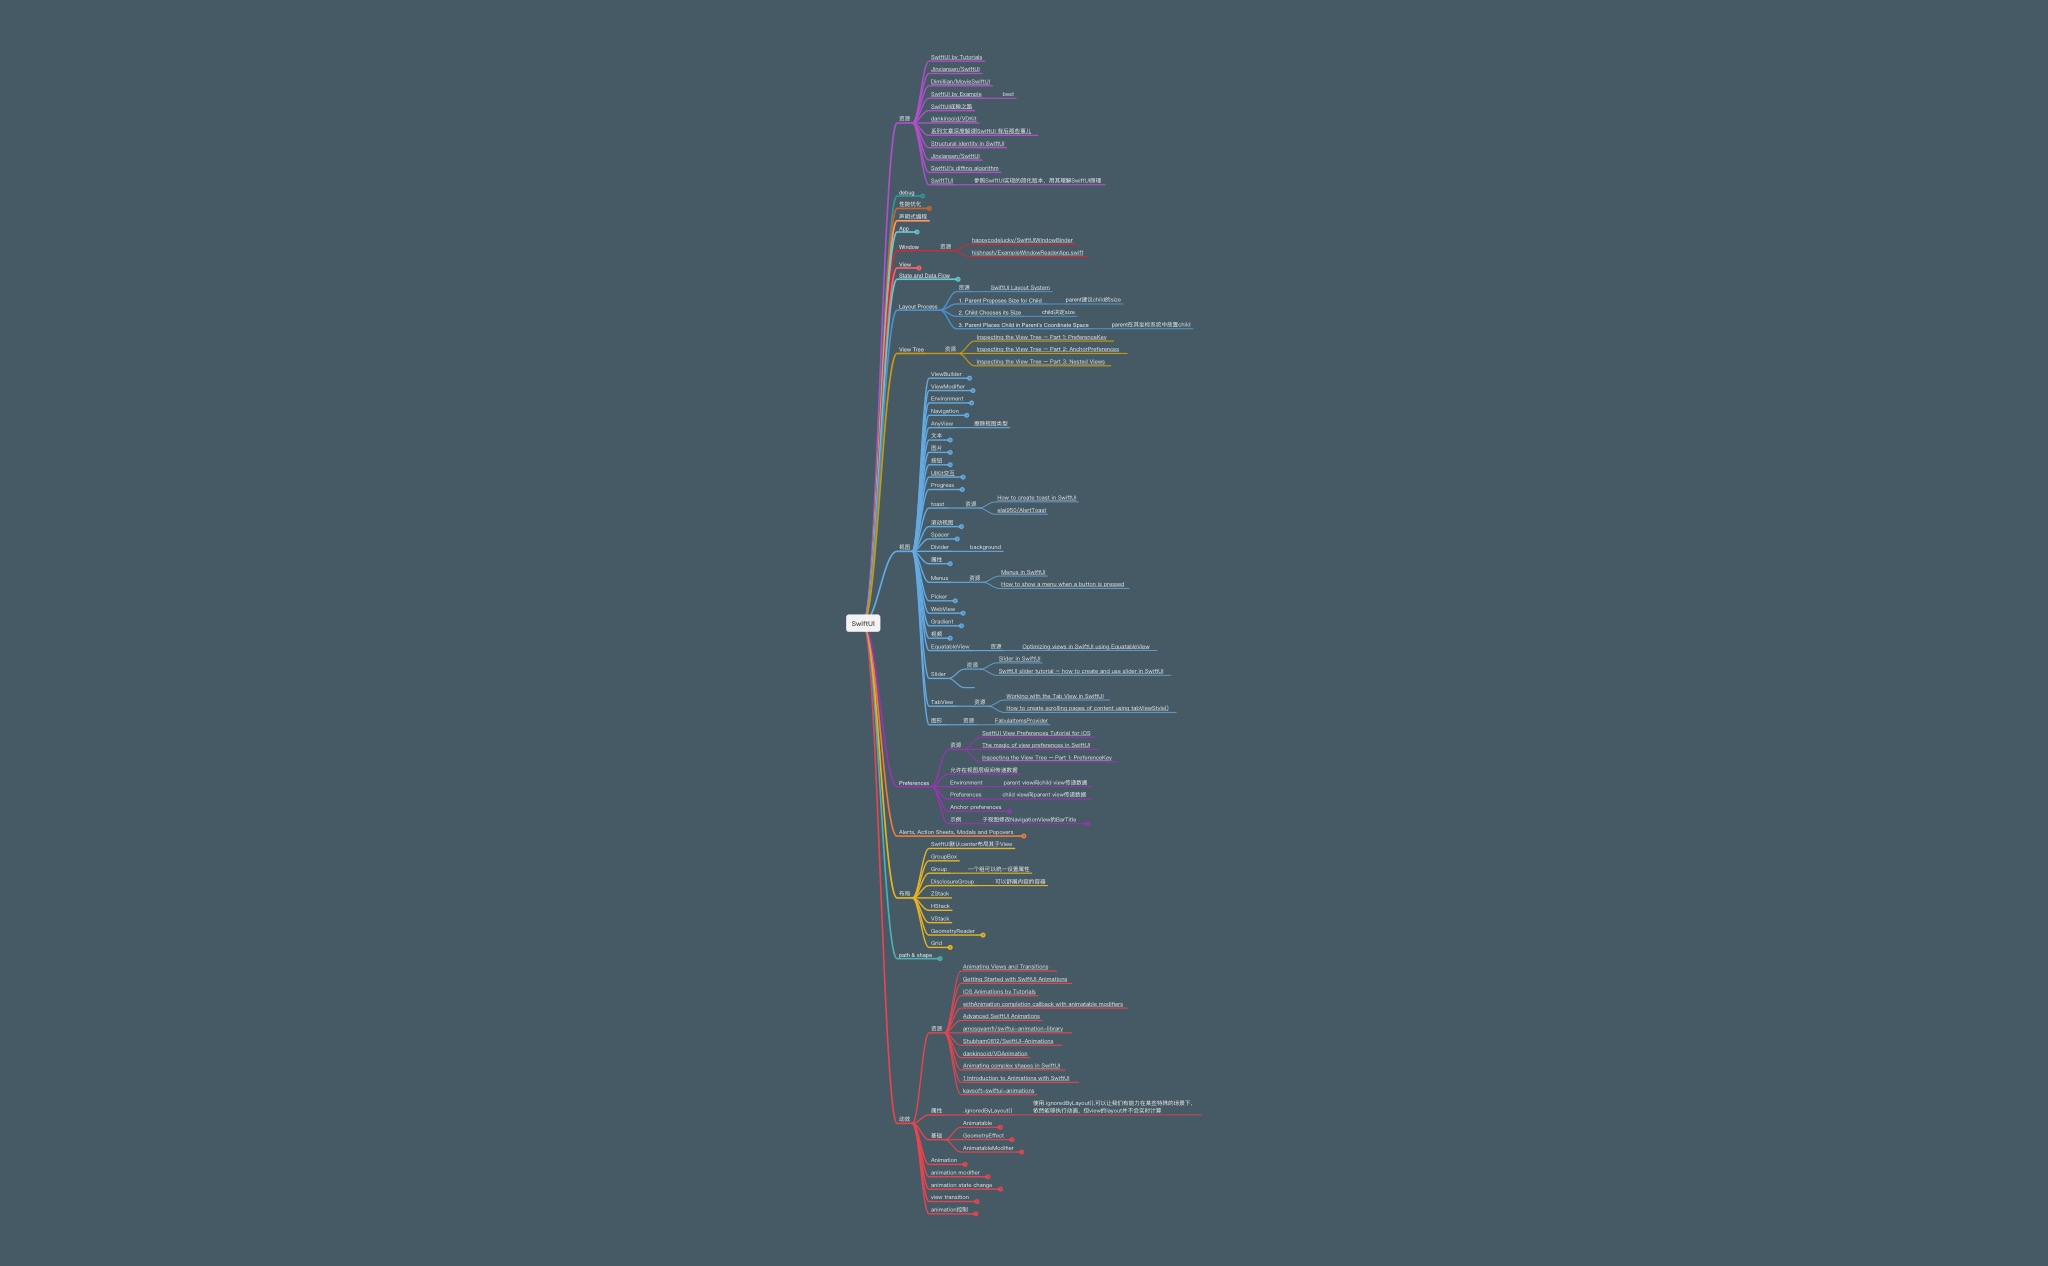 SwiftUI
资源
SwiftUI by Tutorials
Jinxiansen/SwiftUI
Dimillian/MovieSwiftUI
SwiftUI by Example
best
SwiftUI成神之路
dankinsoid/VDKit
系列文章深度解读SwiftUI 背后那些事儿
Structural identity in SwiftUI
Jinxiansen/SwiftUI
SwiftUI's diffing algorithm
SwiftTUI
参照SwiftUI实现的简化版本，用其理解SwiftUI原理
debug
性能优化
声明式编程
App
Window
资源
happycodelucky/SwiftUIWindowBinder
hishnash/ExampleWindowReaderApp.swift
View
State and Data Flow
Layout Process
资源
SwiftUI Layout System
1. Parent Proposes Size for Child
parent建议child的size
2. Child Chooses its Size
child决定size
3. Parent Places Child in Parent's Coordinate Space
parent在其坐标系统中放置child
View Tree
资源
Inspecting the View Tree – Part 1: PreferenceKey
Inspecting the View Tree – Part 2: AnchorPreferences
Inspecting the View Tree – Part 3: Nested Views
视图
ViewBuilder
ViewModifier
Environment
Navigation
AnyView
擦除视图类型
文本
图片
按钮
UIKit交互
Progress
toast
资源
How to create toast in SwiftUI
elai950/AlertToast
滚动视图
Spacer
Divider
background
属性
Menus
资源
Menus in SwiftUI
How to show a menu when a button is pressed
Picker
WebView
Gradient
视频
EquatableView
资源
Optimizing views in SwiftUI using EquatableView
Slider
资源
Slider in SwiftUI
SwiftUI slider tutorial – how to create and use slider in SwiftUI
TabView
资源
Working with the Tab View in SwiftUI
How to create scrolling pages of content using tabViewStyle()
图形
资源
FabulaItemsProvider
Preferences
资源
SwiftUI View Preferences Tutorial for iOS
The magic of view preferences in SwiftUI
Inspecting the View Tree – Part 1: PreferenceKey
允许在视图层级间传递数据
Environment
parent view向child view传递数据
Preferences
child view向parent view传递数据
Anchor preferences
示例
子视图修改NavigationView的BarTitle
Alerts, Action Sheets, Modals and Popovers
布局
SwiftUI默认center布局其子View
GroupBox
Group
一个组可以统一设置属性
DisclosureGroup
可以舒展内容的容器
ZStack
HStack
VStack
GeometryReader
Grid
path & shape
动效
资源
Animating Views and Transitions
Getting Started with SwiftUI Animations
iOS Animations by Tutorials
withAnimation completion callback with animatable modifiers
Advanced SwiftUI Animations
amosgyamfi/swiftui-animation-library
Shubham0812/SwiftUI-Animations
dankinsoid/VDAnimation
Animating complex shapes in SwiftUI
1 Introduction to Animations with SwiftUI
kavsoft-swiftui-animations
属性
.ignoredByLayout()
使用.ignoredByLayout(),可以让我们有能力在某些特殊的场景下，
依然能够执行动画，但view的layout并不会实时计算
基础
Animatable
GeometryEffect
AnimatableModifier
Animation
animation modifier
animation state change
view transition
animation控制